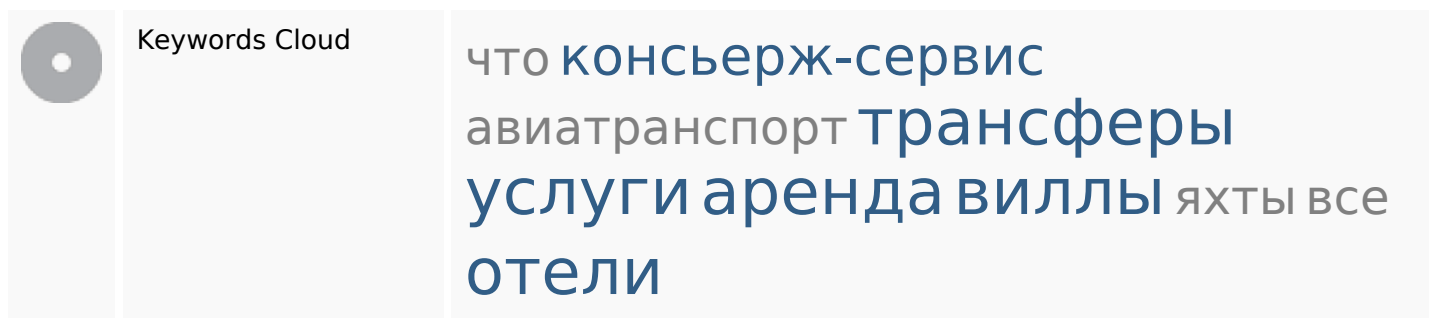 Keywords Cloud
что консьерж-сервис
авиатранспорт трансферы
услуги аренда виллы яхты все
отели